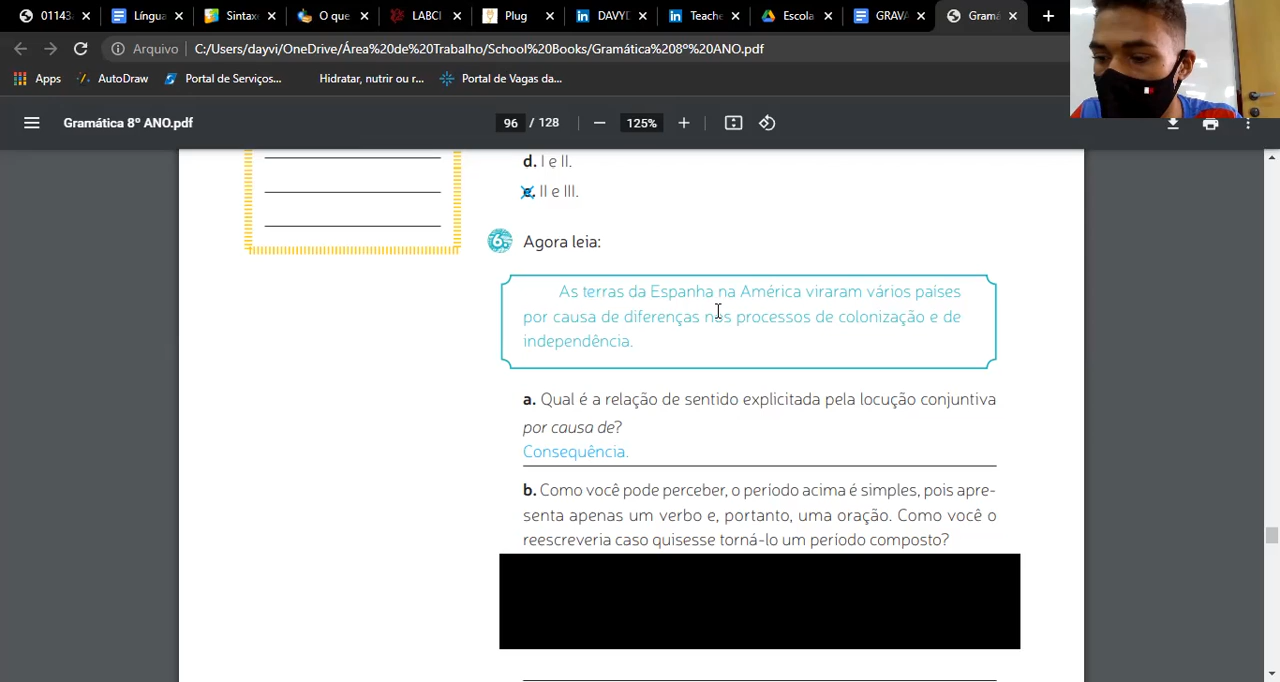 01143
Língua
Sintax
O que
LABCI
Plug
DAVYD
Teache
Escola
GRAVA
Gramá
Arquivo
C:/Users/dayvi/OneDrive/Área%20de%20Trabalho/School%20Books/Gramática%208º%20ANO.pdf
Apps
AutoDraw
Portal de Serviços...
Hidratar, nutrir ou r...
Portal de Vagas da...
Gramática 8º ANO.pdf
96 / 128
125%
d. I e II.
e. II e III.
6. Agora leia:
As terras da Espanha na América viraram vários países
por causa de diferenças nos processos de colonização e de
independência.
a. Qual é a relação de sentido explicitada pela locução conjuntiva
por causa de?
Consequência.
b. Como você pode perceber, o período acima é simples, pois apre-
senta apenas um verbo e, portanto, uma oração. Como você o
reescreveria caso quisesse torná-lo um período composto?